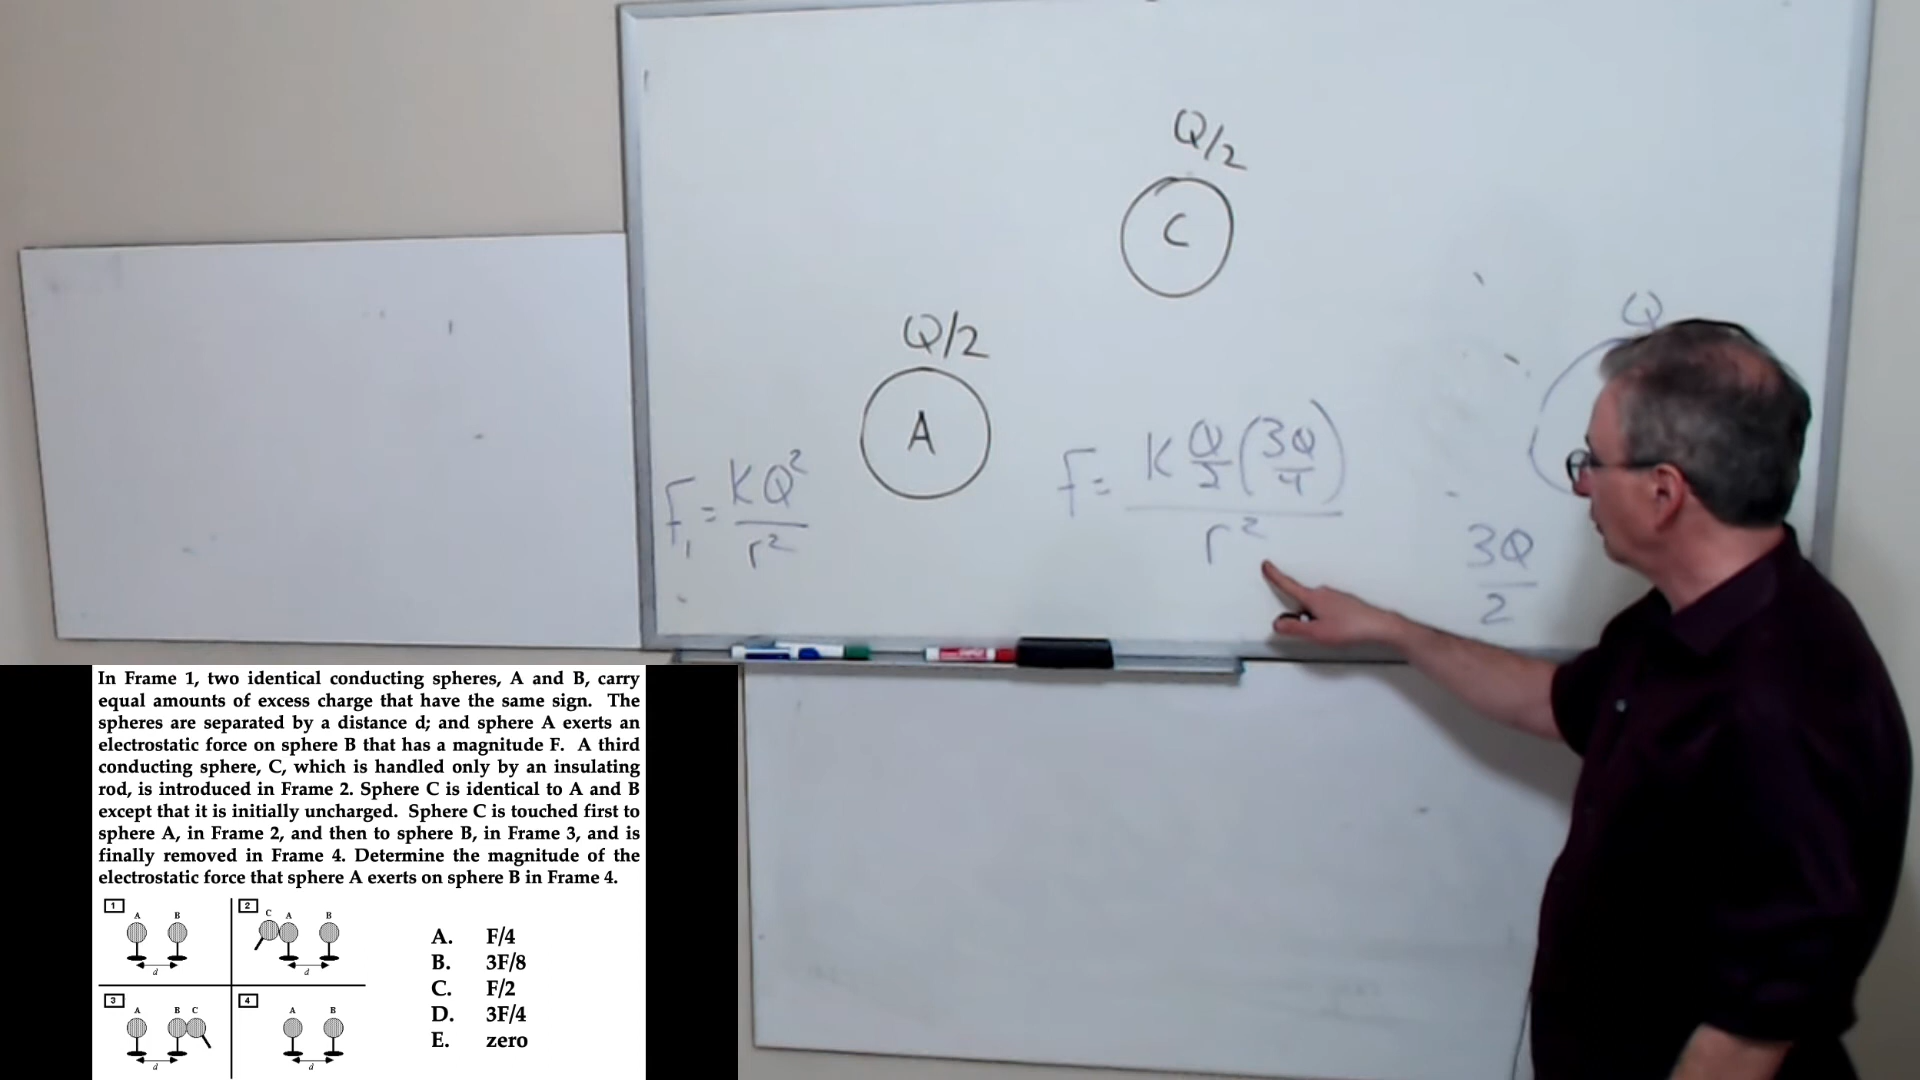 Q/2
C
Q
Q/2
A
F₁ = KQ²/r²
F = K Q/2 (3Q/4)/r²
3Q/2
In Frame 1, two identical conducting spheres, A and B, carry
equal amounts of excess charge that have the same sign. The
spheres are separated by a distance d; and sphere A exerts an
electrostatic force on sphere B that has a magnitude F. A third
conducting sphere, C, which is handled only by an insulating
rod, is introduced in Frame 2. Sphere C is identical to A and B
except that it is initially uncharged. Sphere C is touched first to
sphere A, in Frame 2, and then to sphere B, in Frame 3, and is
finally removed in Frame 4. Determine the magnitude of the
electrostatic force that sphere A exerts on sphere B in Frame 4.
1
A B
d
2
C A B
d
3
A B C
d
4
A B
d
A. F/4
B. 3F/8
C. F/2
D. 3F/4
E. zero